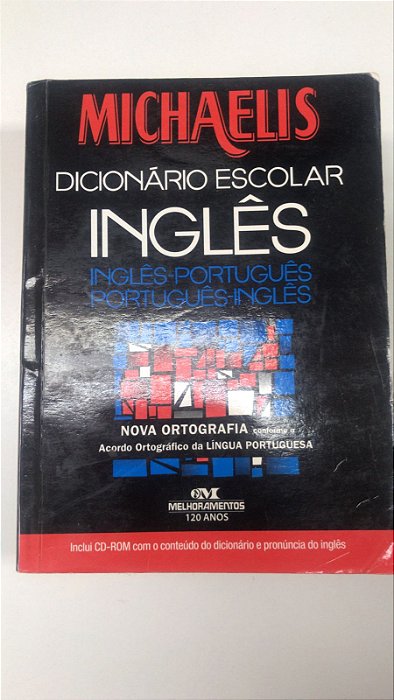 MICHAELIS
DICIONÁRIO ESCOLAR
INGLÊS
INGLÊS-PORTUGUÊS
PORTUGUÊS-INGLÊS
NOVA ORTOGRAFIA conforme o
Acordo Ortográfico da LÍNGUA PORTUGUESA
MELHORAMENTOS
120 ANOS
Inclui CD-ROM com o conteúdo do dicionário e pronúncia do inglês